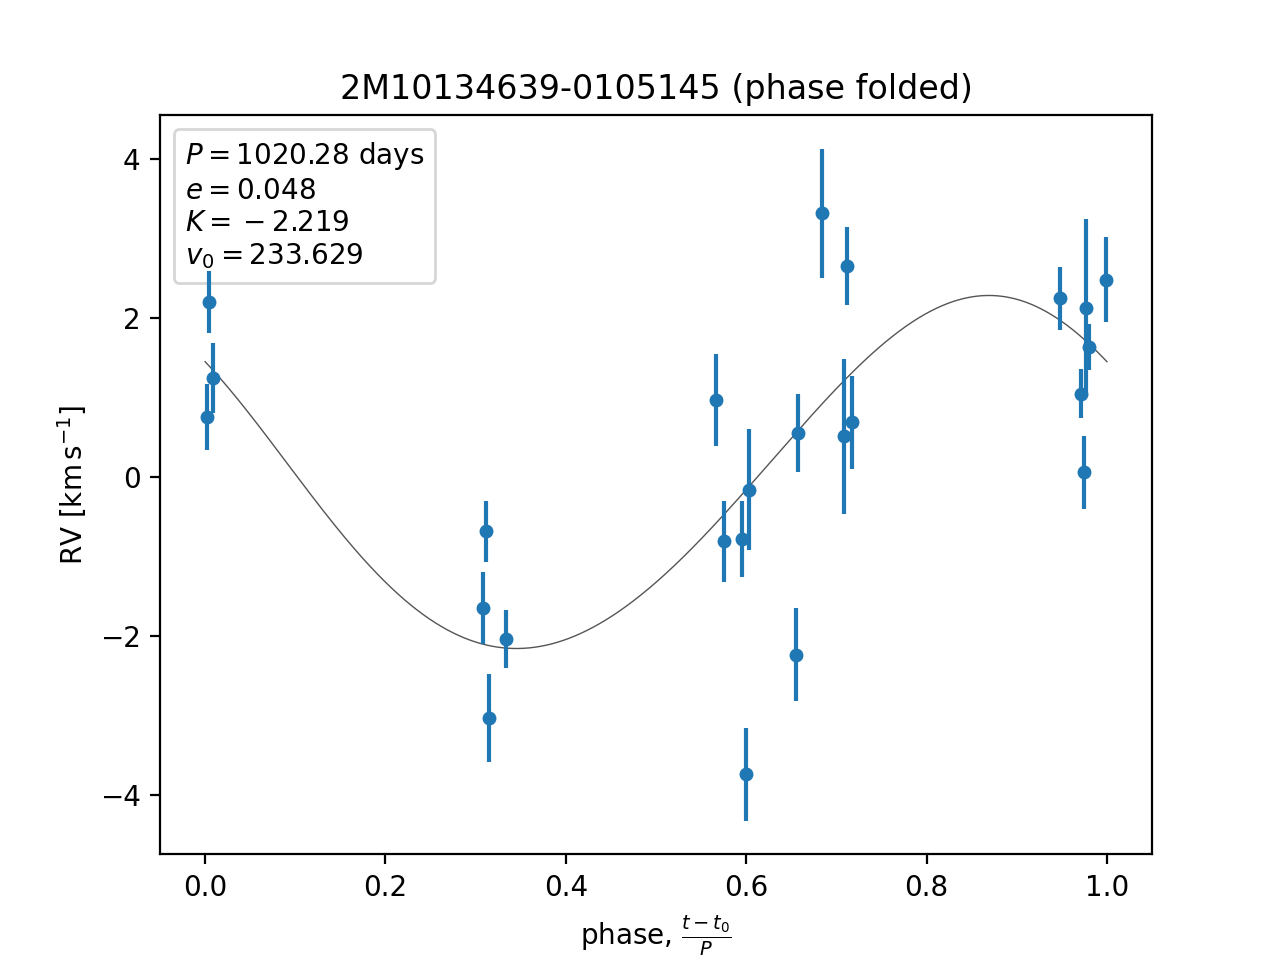 2M10134639-0105145 (phase folded)
P = 1020.28 days
e = 0.048
K = − 2.219
v₀ = 233.629
4
2
0
−2
−4
RV [km s⁻¹]
0.0 0.2 0.4 0.6 0.8 1.0
phase, (t − t₀)/P